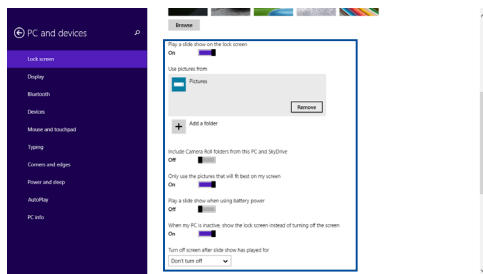 PC and devices
Lock screen
Display
Bluetooth
Devices
Mouse and touchpad
Typing
Corners and edges
Power and sleep
AutoPlay
PC info
Browse
Play a slide show on the lock screen
On
Use pictures from
Pictures
Remove
Add a folder
Include Camera Roll folders from this PC and SkyDrive
Off
Only use the pictures that will fit best on my screen
On
Play a slide show when using battery power
Off
When my PC is inactive, show the lock screen instead of turning off the screen
On
Turn off screen after slide show has played for
Don't turn off